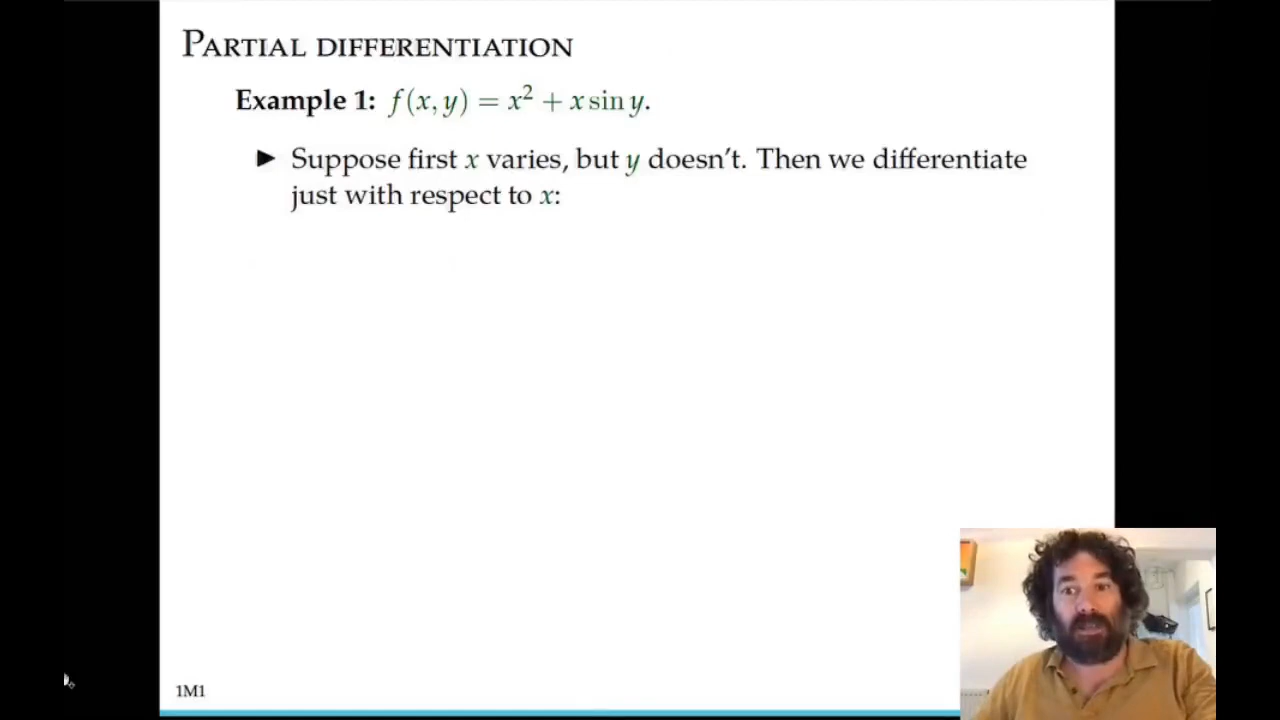 PARTIAL DIFFERENTIATION
Example 1: f(x, y) = x² + x sin y.
▶ Suppose first x varies, but y doesn't. Then we differentiate
just with respect to x:
1M1